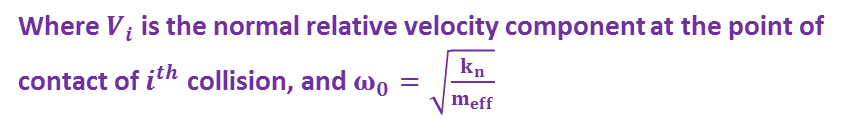 Where Vᵢ is the normal relative velocity component at the point of
contact of iᵗʰ collision, and ω₀ = √(kₙ/m_eff)